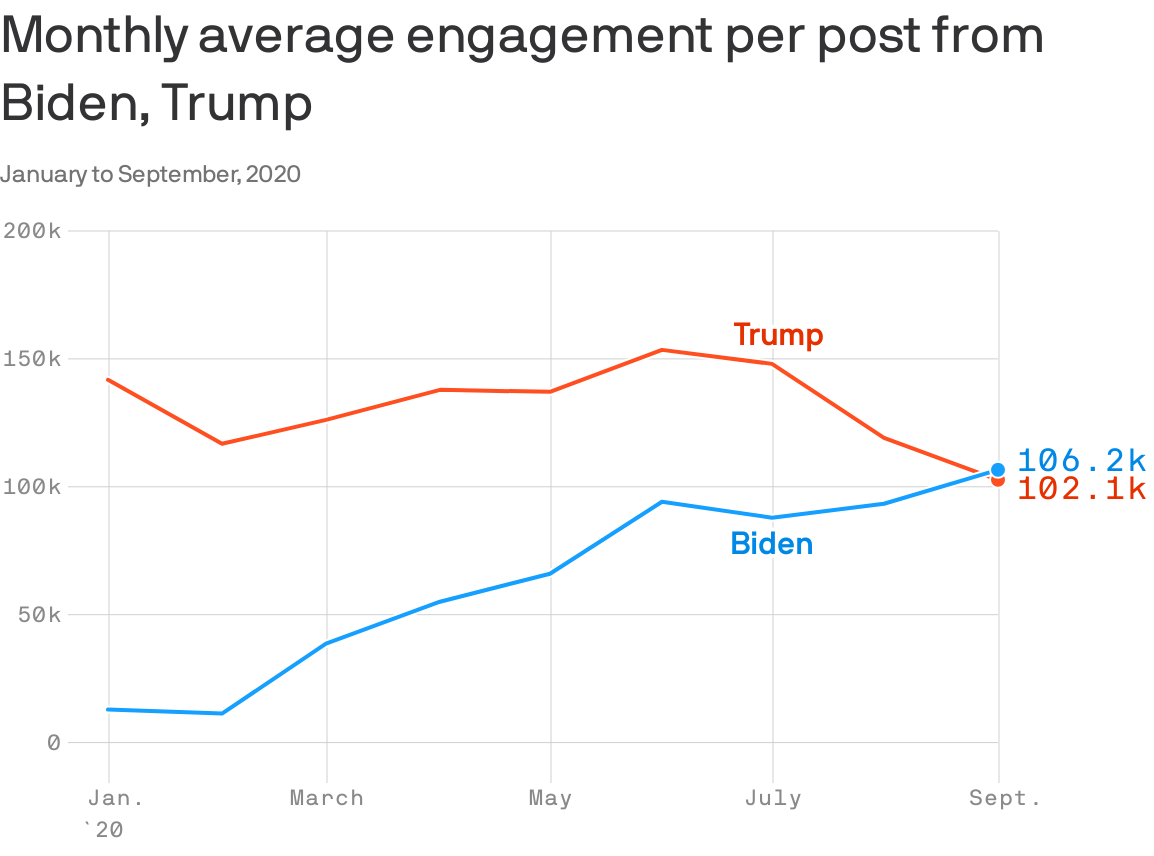 Monthly average engagement per post from
Biden, Trump
January to September, 2020
200k
150k
100k
50k
0
Trump
Biden
106.2k
102.1k
Jan. March May July Sept.
`20